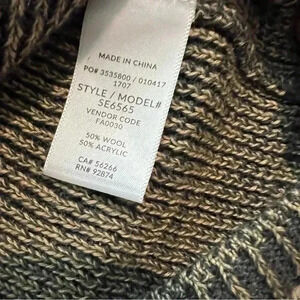 MADE IN CHINA
PO# 3535800 / 010417
1707
STYLE / MODEL#
SE6565
VENDOR CODE
FA0030
50% WOOL
50% ACRYLIC
CA# 56266
RN# 92874